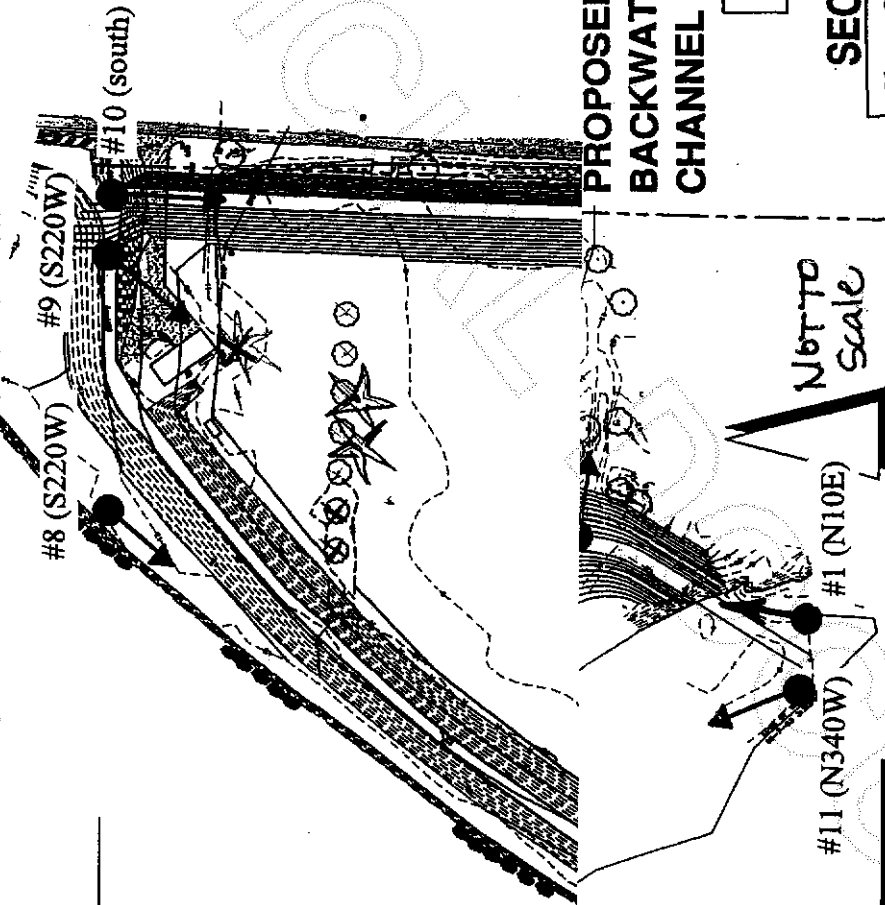 #10 (south)
#9 (S220W)
#8 (S220W)
PROPOSE
BACKWAT
CHANNEL
SEC
NOT TO
Scale
#1 (N10E)
#11 (N340W)